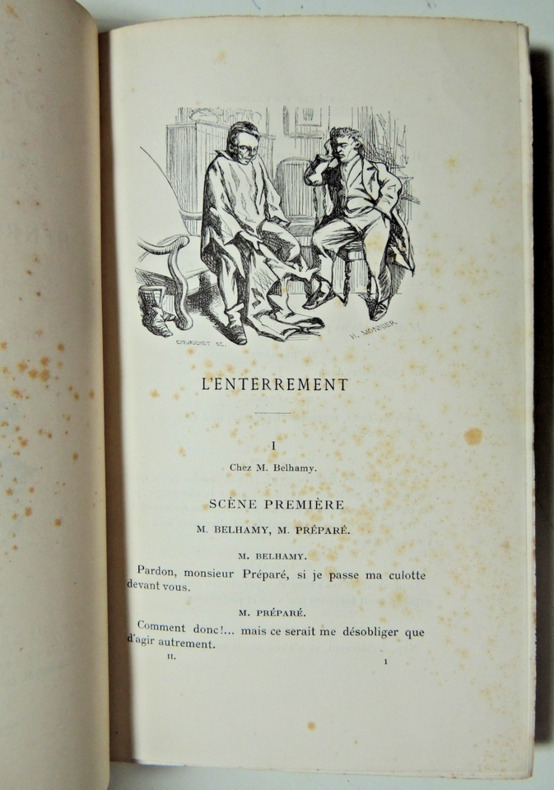 H. MONNIER
L'ENTERREMENT
I
Chez M. Belhamy.
SCÈNE PREMIÈRE
M. BELHAMY, M. PRÉPARÉ.
M. BELHAMY.
Pardon, monsieur Préparé, si je passe ma culotte
devant vous.
M. PRÉPARÉ.
Comment donc!... mais ce serait me désobliger que
d'agir autrement.
II. 1